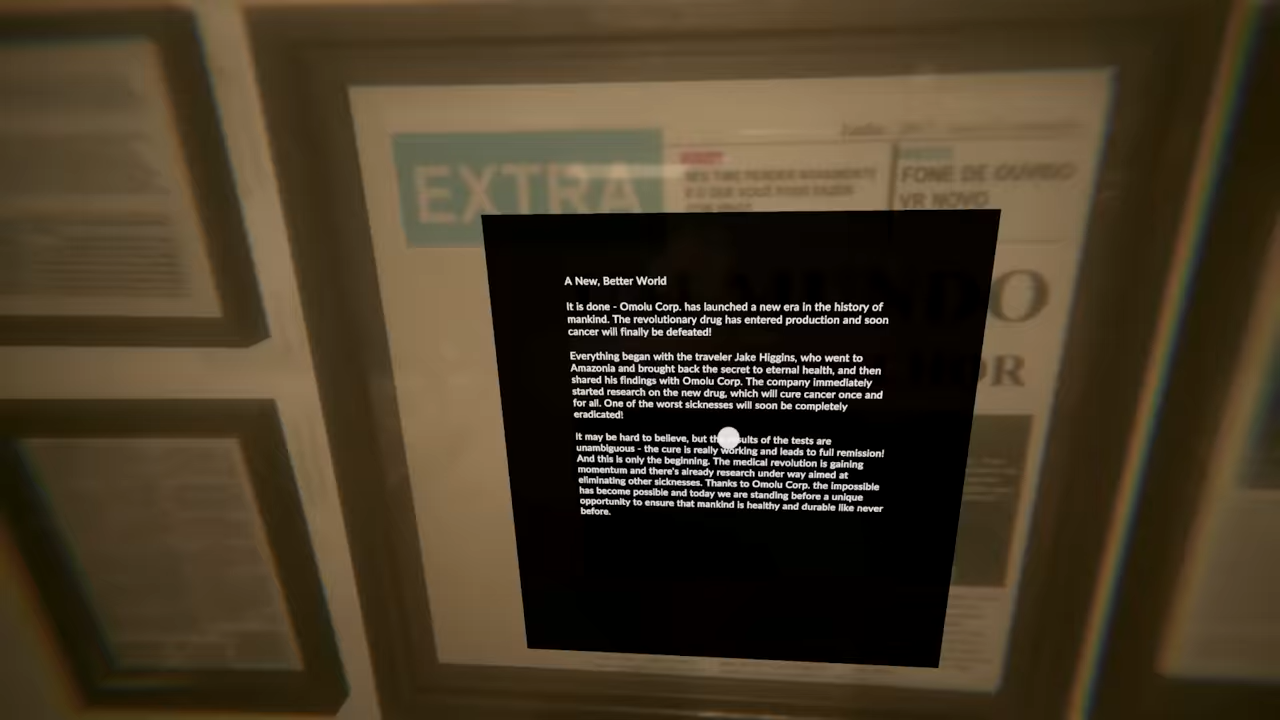 EXTRA
FONE DE OUVIDO
VR NOVO
A New, Better World
It is done - Omolu Corp. has launched a new era in the history of
mankind. The revolutionary drug has entered production and soon
cancer will finally be defeated!
Everything began with the traveler Jake Higgins, who went to
Amazonia and brought back the secret to eternal health, and then
shared his findings with Omolu Corp. The company immediately
started research on the new drug, which will cure cancer once and
for all. One of the worst sicknesses will soon be completely
eradicated!
It may be hard to believe, but the results of the tests are
unambiguous - the cure is really working and leads to full remission!
And this is only the beginning. The medical revolution is gaining
momentum and there's already research under way aimed at
eliminating other sicknesses. Thanks to Omolu Corp. the impossible
has become possible and today we are standing before a unique
opportunity to ensure that mankind is healthy and durable like never
before.